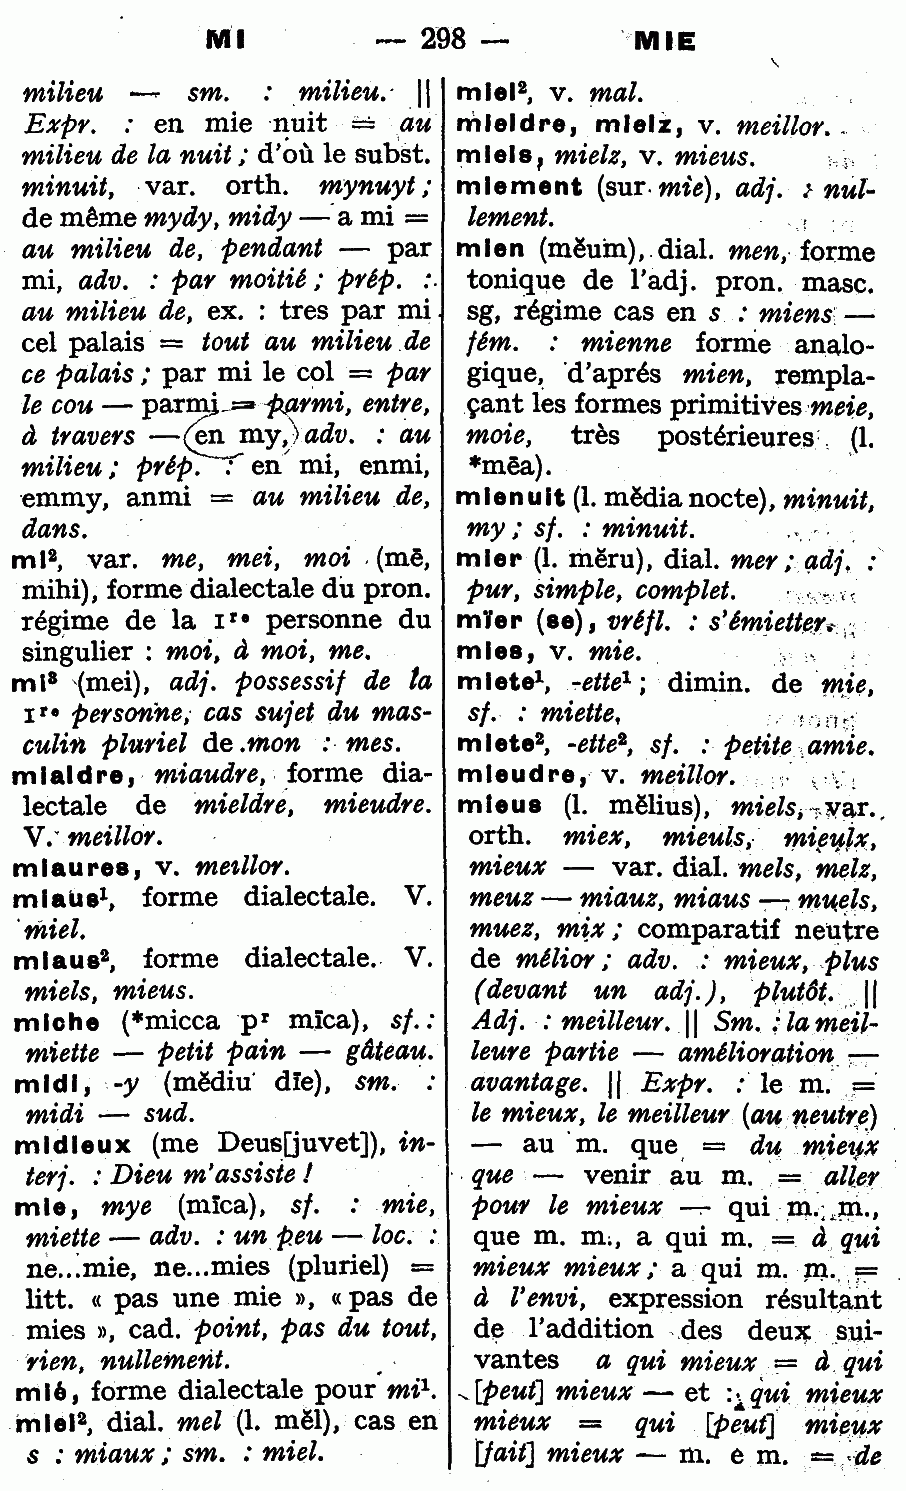 MI — 298 — MIE
milieu — sm. : milieu. ||
Expr. : en mie nuit = au
milieu de la nuit ; d'où le subst.
minuit, var. orth. mynuyt ;
de même mydy, midy — a mi =
au milieu de, pendant — par
mi, adv. : par moitié ; prép. :
au milieu de, ex. : tres par mi
cel palais = tout au milieu de
ce palais ; par mi le col = par
le cou — parmi = parmi, entre,
à travers — en my, adv. : au
milieu ; prép. : en mi, enmi,
emmy, anmi = au milieu de,
dans.
mi², var. me, mei, moi (mē,
mihi), forme dialectale du pron.
régime de la 1re personne du
singulier : moi, à moi, me.
mi³ (mei), adj. possessif de la
1re personne, cas sujet du mas-
culin pluriel de mon : mes.
mialdre, miaudre, forme dia-
lectale de mieldre, mieudre.
V. meillor.
miaures, v. meillor.
miaus¹, forme dialectale. V.
miel.
miaus², forme dialectale. V.
miels, mieus.
miche (*micca pr mīca), sf. :
miette — petit pain — gâteau.
midi, -y (mĕdiu dīe), sm. :
midi — sud.
midieux (me Deus[juvet]), in-
terj. : Dieu m'assiste !
mie, mye (mīca), sf. : mie,
miette — adv. : un peu — loc. :
ne...mie, ne...mies (pluriel) =
litt. « pas une mie », « pas de
mies », cad. point, pas du tout,
rien, nullement.
mié, forme dialectale pour mi¹.
miel², dial. mel (l. mĕl), cas en
s : miaux ; sm. : miel.
miel², v. mal.
mieldre, mielz, v. meillor.
miels, mielz, v. mieus.
miement (sur mie), adj. : nul-
lement.
mien (mĕum), dial. men, forme
tonique de l'adj. pron. masc.
sg, régime cas en s : miens —
fém. : mienne forme analo-
gique, d'aprés mien, rempla-
çant les formes primitives meie,
moie, très postérieures (l.
*mēa).
mienuit (l. mĕdia nocte), minuit,
my ; sf. : minuit.
mier (l. mĕru), dial. mer ; adj. :
pur, simple, complet.
mïer (se), vréfl. : s'émietter.
mies, v. mie.
miete¹, -ette¹ ; dimin. de mie,
sf. : miette.
miete², -ette², sf. : petite amie.
mieudre, v. meillor.
mieus (l. mĕlius), miels, var.
orth. miex, mieuls, mieulx,
mieux — var. dial. mels, melz,
meuz — miauz, miaus — muels,
muez, mix ; comparatif neutre
de mélior ; adv. : mieux, plus
(devant un adj.), plutôt. ||
Adj. : meilleur. || Sm. : la meil-
leure partie — amélioration —
avantage. || Expr. : le m. =
le mieux, le meilleur (au neutre)
— au m. que = du mieux
que — venir au m. = aller
pour le mieux — qui m. m.,
que m. m., a qui m. = à qui
mieux mieux ; a qui m. m. =
à l'envi, expression résultant
de l'addition des deux sui-
vantes a qui mieux = à qui
[peut] mieux — et : qui mieux
mieux = qui [peut] mieux
[fait] mieux — m. e m. = de